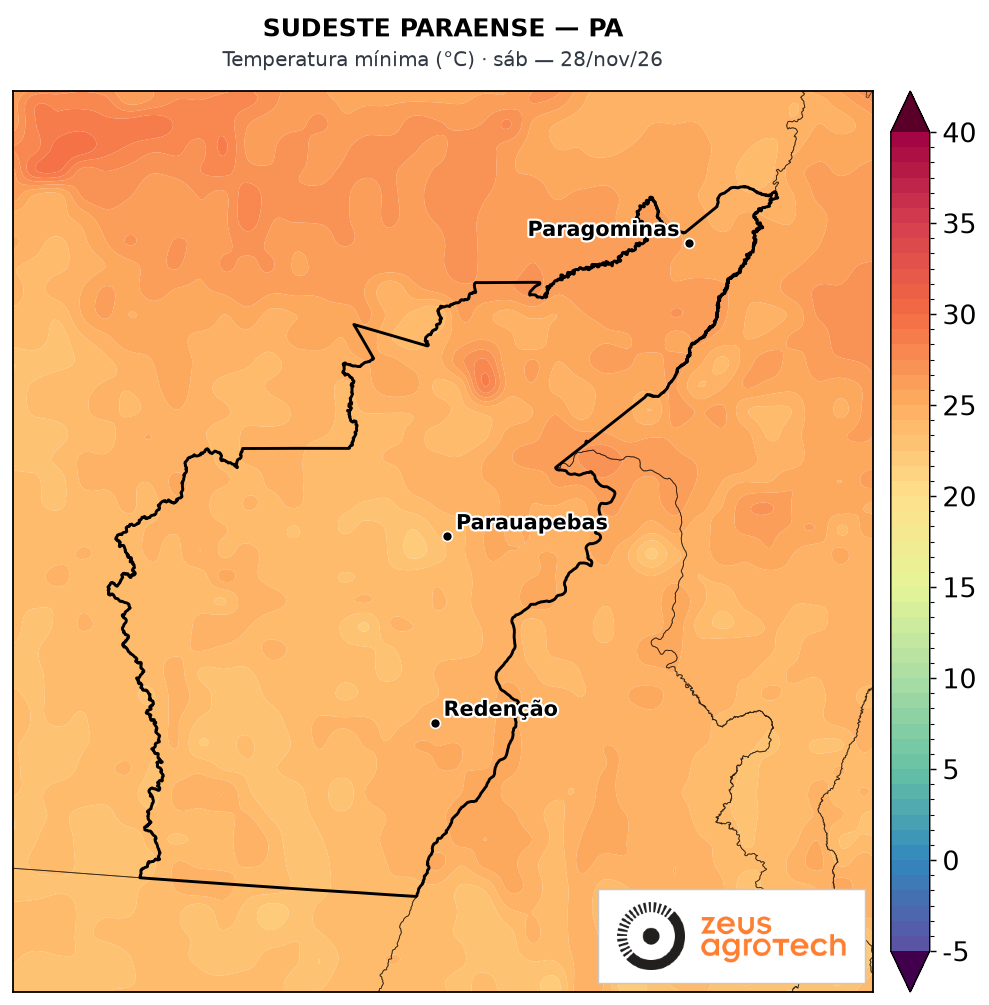 SUDESTE PARAENSE — PA
Temperatura mínima (°C) · sáb — 28/nov/26
Paragominas
Parauapebas
Redenção
40
35
30
25
20
15
10
5
0
-5
zeus
agrotech